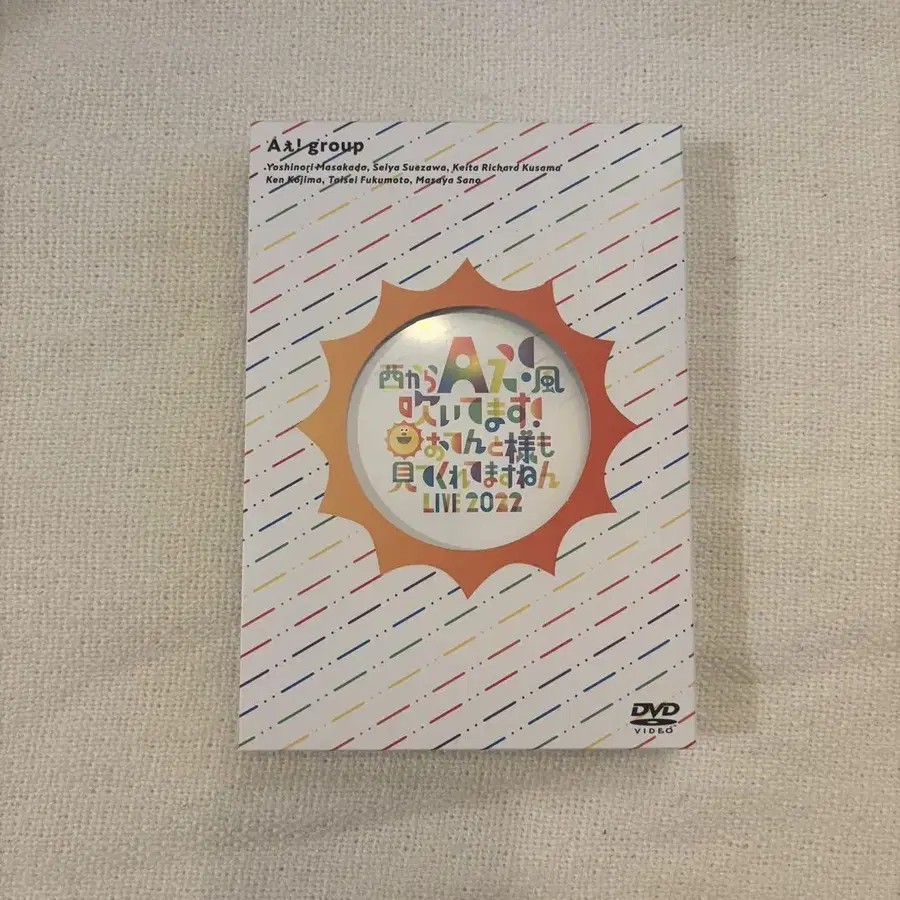 Aぇ! group
Yoshinori Masakado, Seiya Suezawa, Keita Richard Kusama
Ken Kojima, Taisei Fukumoto, Masaya Sano
西からAぇ!風
吹いてます!
おてんと様も
見てくれてますねん
LIVE 2022
DVD
VIDEO